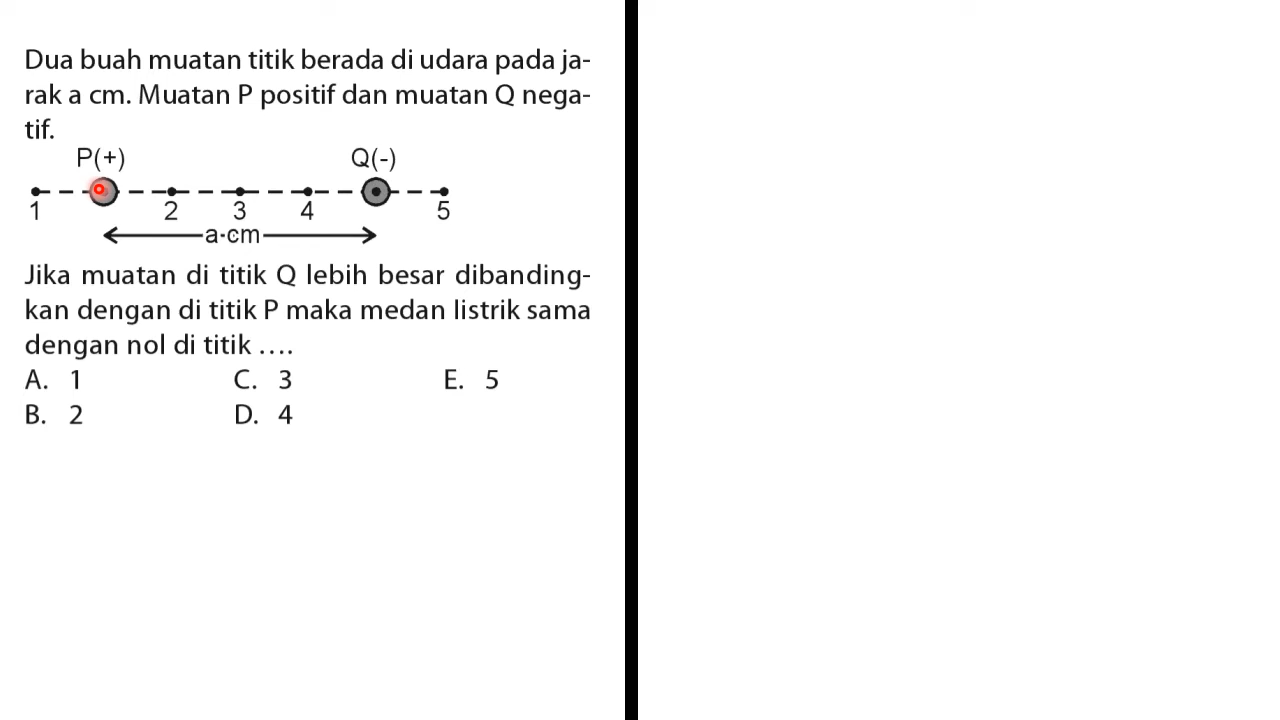 Dua buah muatan titik berada di udara pada ja-
rak a cm. Muatan P positif dan muatan Q nega-
tif.
P(+) Q(-)
1 2 3 4 5
a·cm
Jika muatan di titik Q lebih besar dibanding-
kan dengan di titik P maka medan listrik sama
dengan nol di titik ....
A. 1 C. 3 E. 5
B. 2 D. 4